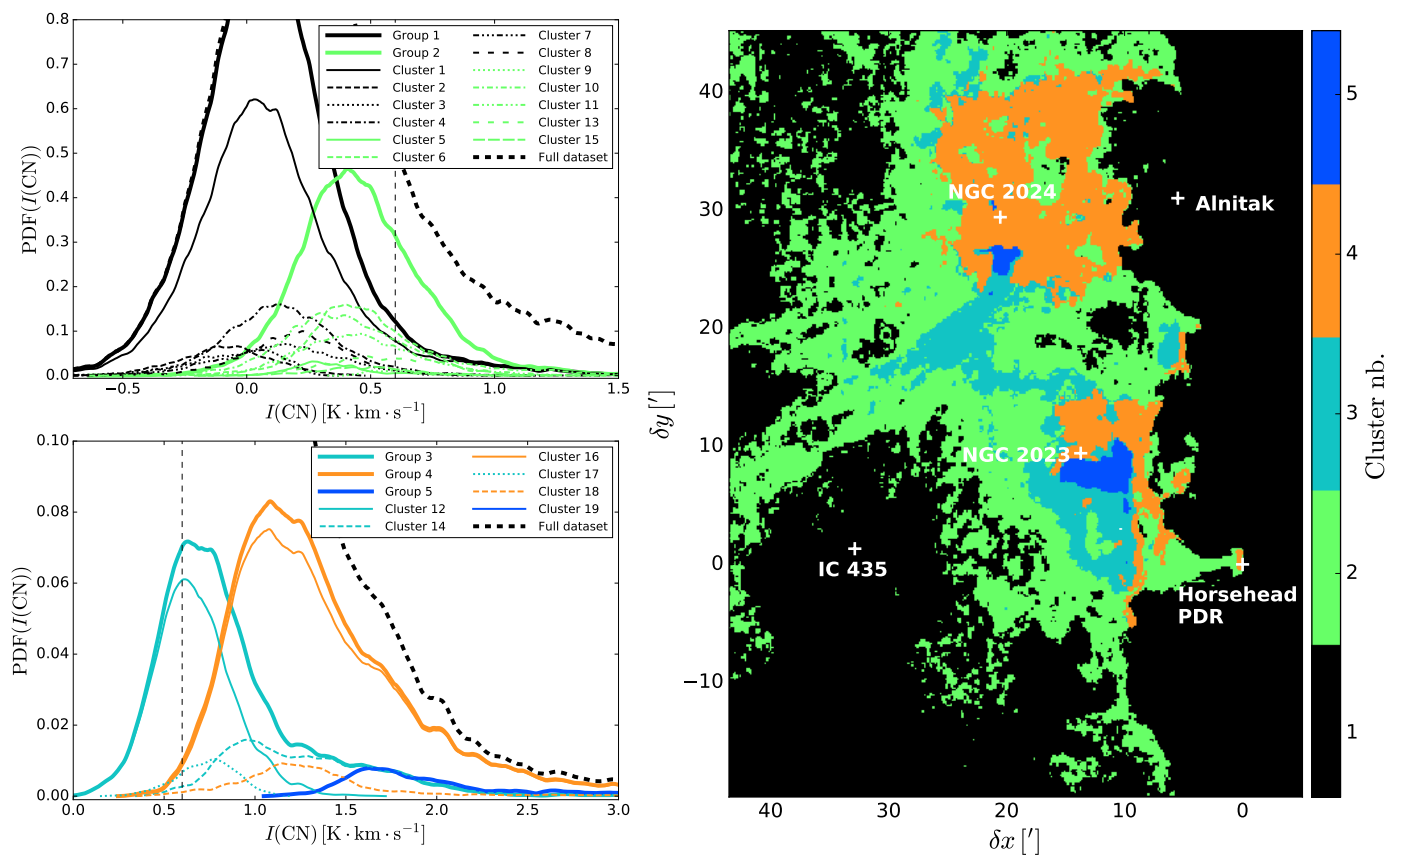 0.8
0.7
0.6
0.5
0.4
0.3
0.2
0.1
0.0
PDF(I(CN))
Group 1
Group 2
Cluster 1
Cluster 2
Cluster 3
Cluster 4
Cluster 5
Cluster 6
Cluster 7
Cluster 8
Cluster 9
Cluster 10
Cluster 11
Cluster 13
Cluster 15
Full dataset
−0.5 0.0 0.5 1.0 1.5
I(CN) [K · km · s⁻¹]
0.10
0.08
0.06
0.04
0.02
0.00
PDF(I(CN))
Group 3
Group 4
Group 5
Cluster 12
Cluster 14
Cluster 16
Cluster 17
Cluster 18
Cluster 19
Full dataset
0.0 0.5 1.0 1.5 2.0 2.5 3.0
I(CN) [K · km · s⁻¹]
40
30
20
10
0
−10
δy [′]
NGC 2024
Alnitak
NGC 2023
IC 435
Horsehead
PDR
40 30 20 10 0
δx [′]
5
4
3
2
1
Cluster nb.